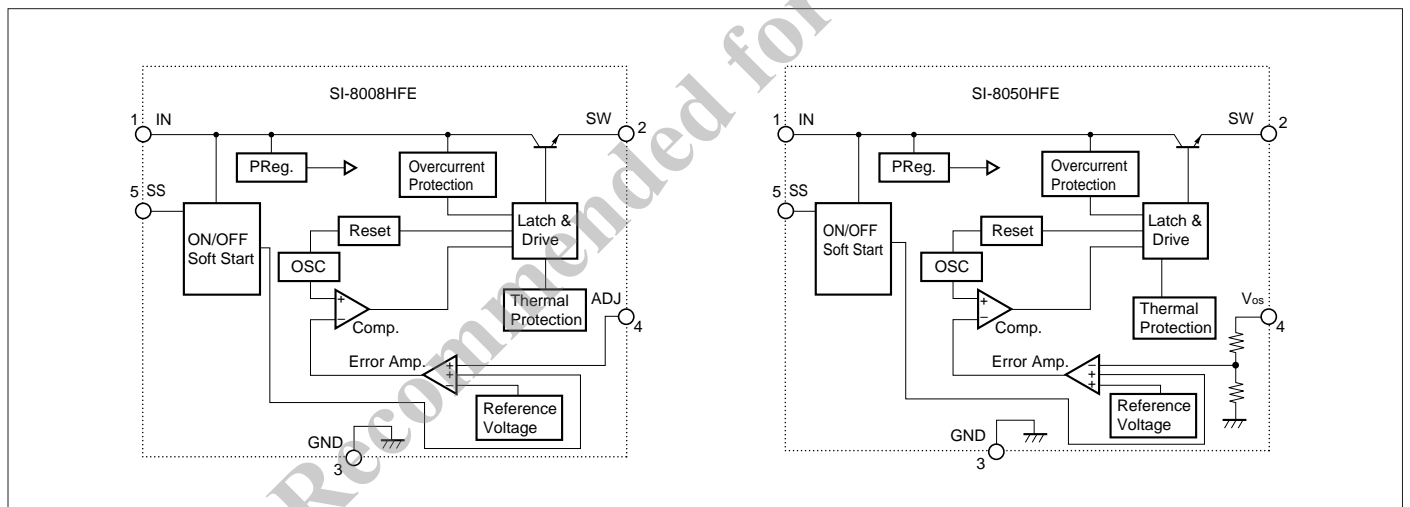 SI-8008HFE
1
IN
SW
2
PReg.
Overcurrent
Protection
5
SS
ON/OFF
Soft Start
Reset
Latch &
Drive
OSC
+
−
Comp.
Thermal
Protection
ADJ
4
Error Amp.
+
+
−
Reference
Voltage
GND
3
SI-8050HFE
1
IN
SW
2
PReg.
Overcurrent
Protection
5
SS
ON/OFF
Soft Start
Reset
Latch &
Drive
OSC
+
−
Comp.
Thermal
Protection
Vos
4
Error Amp.
−
+
+
Reference
Voltage
GND
3
Recommended for